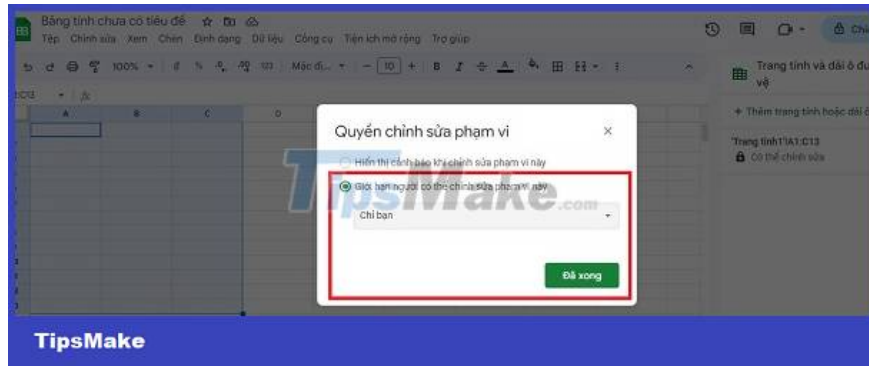 Bảng tính chưa có tiêu đề
Tệp Chỉnh sửa Xem Chèn Định dạng Dữ liệu Công cụ Tiện ích mở rộng Trợ giúp
100% 123 Mặc đị... 10 B I A
A B C D
Trang tính và dải ô
+ Thêm trang tính hoặc dải ô
'Trang tính1'!A1:C13
Có thể chỉnh sửa
Quyền chỉnh sửa phạm vi
Hiển thị cảnh báo khi chỉnh sửa phạm vi này
Giới hạn người có thể chỉnh sửa phạm vi này
TipsMake.com
Chỉ bạn
Đã xong
TipsMake